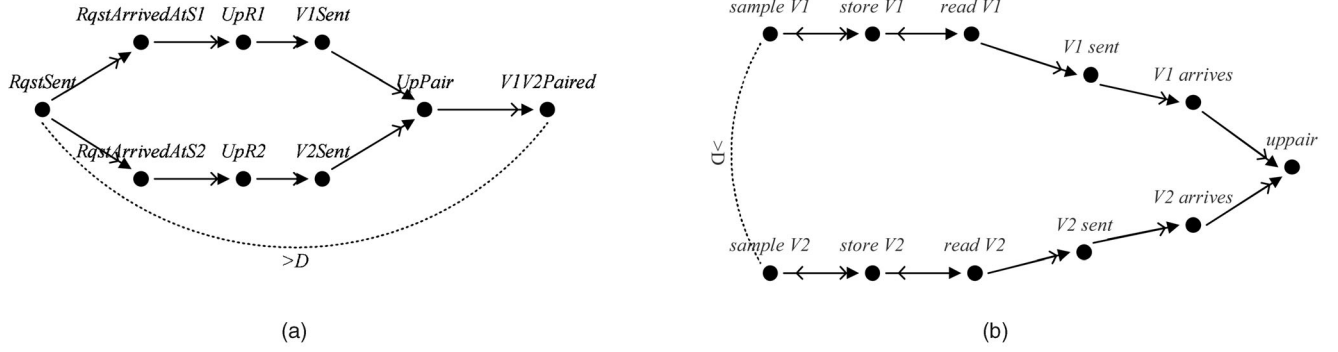 RqstArrivedAtS1 UpR1 V1Sent
RqstSent UpPair V1V2Paired
RqstArrivedAtS2 UpR2 V2Sent
>D
(a)
sample V1 store V1 read V1
V1 sent
V1 arrives
uppair
>D
V2 arrives
V2 sent
sample V2 store V2 read V2
(b)